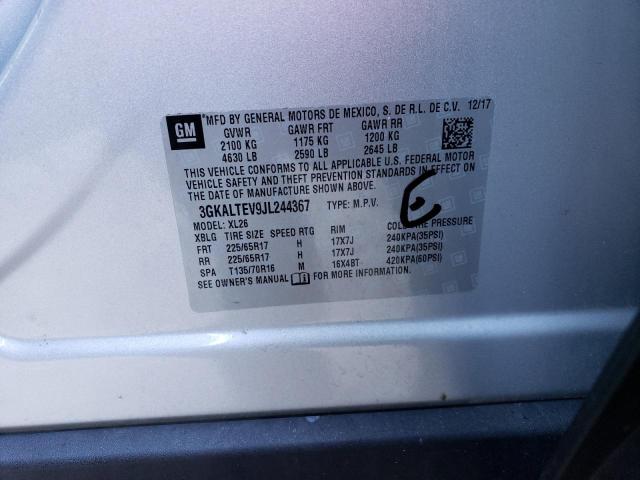 *MFD BY GENERAL MOTORS DE MEXICO, S. DE R.L. DE C.V. 12/17
GM
GVWR GAWR FRT GAWR RR
2100 KG 1175 KG 1200 KG
4630 LB 2590 LB 2645 LB
THIS VEHICLE CONFORMS TO ALL APPLICABLE U.S. FEDERAL MOTOR
VEHICLE SAFETY AND THEFT PREVENTION STANDARDS IN EFFECT ON
THE DATE OF MANUFACTURE SHOWN ABOVE.
3GKALTEV9JL244367 TYPE: M.P.V.
MODEL: XL26
XBLG TIRE SIZE SPEED RTG RIM COLD PRESSURE
FRT 225/65R17 H 17X7J 240KPA(35PSI)
RR 225/65R17 H 17X7J 240KPA(35PSI)
SPA T135/70R16 M 16X4BT 420KPA(60PSI)
SEE OWNER'S MANUAL FOR MORE INFORMATION.